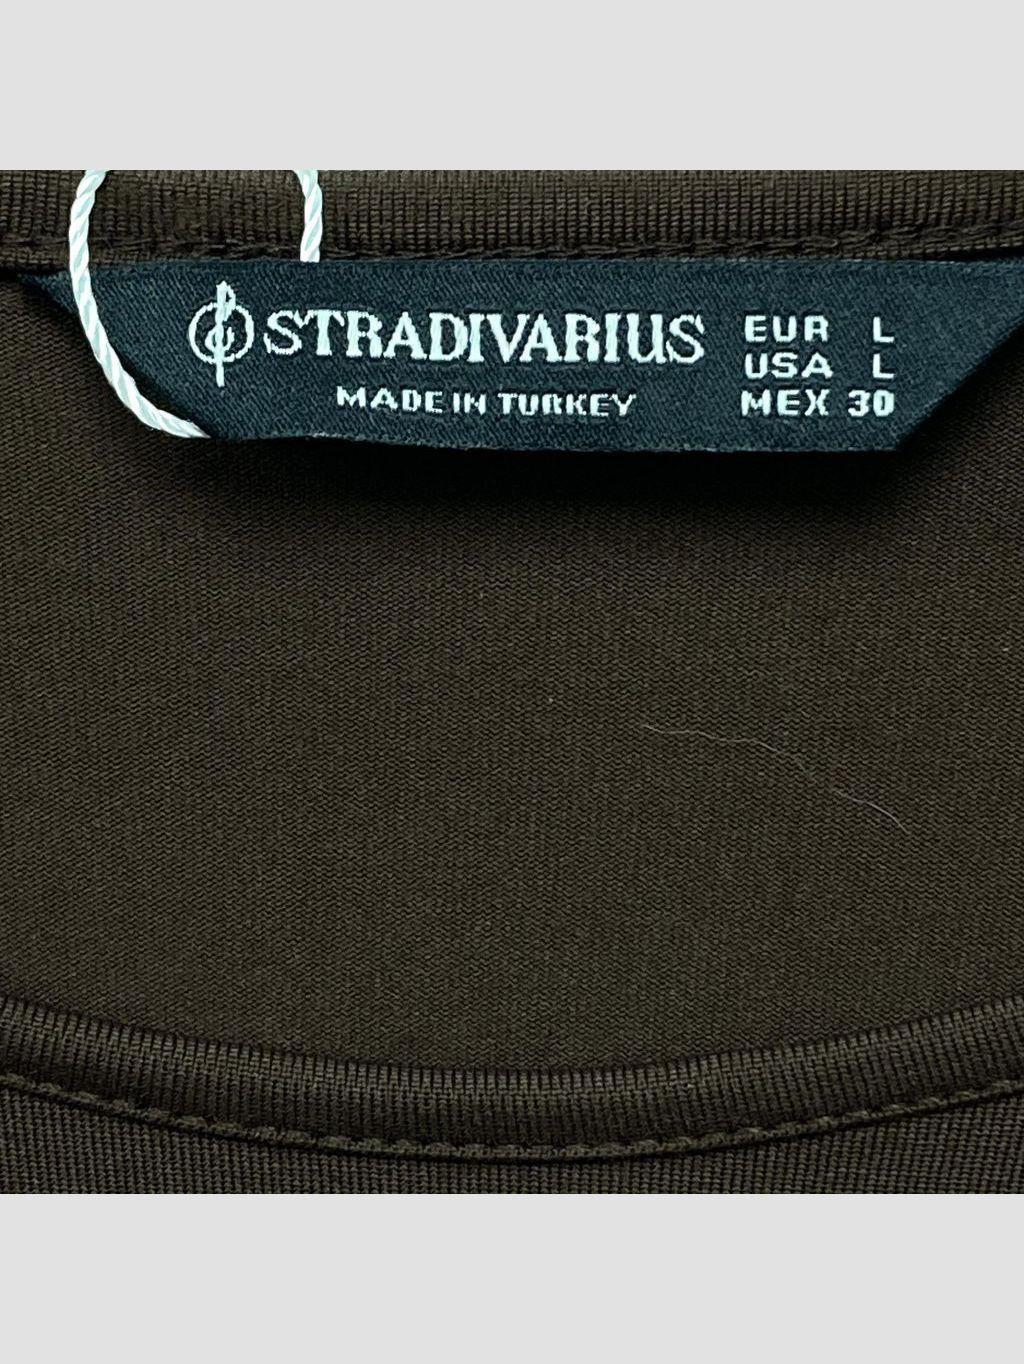 STRADIVARIUS
MADE IN TURKEY
EUR L
USA L
MEX 30